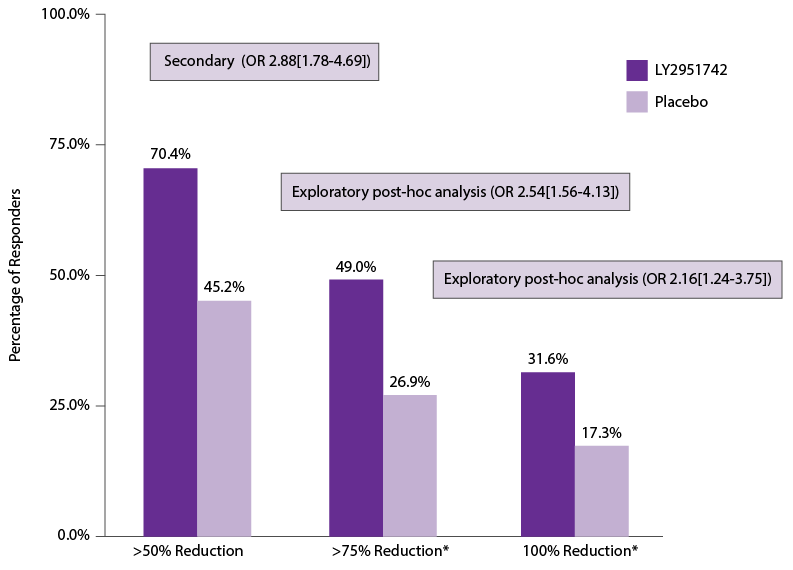 100.0%
Secondary (OR 2.88[1.78-4.69])
LY2951742
Placebo
75.0%
70.4%
Exploratory post-hoc analysis (OR 2.54[1.56-4.13])
Percentage of Responders
50.0%
49.0%
Exploratory post-hoc analysis (OR 2.16[1.24-3.75])
45.2%
31.6%
26.9%
25.0%
17.3%
0.0%
>50% Reduction
>75% Reduction*
100% Reduction*